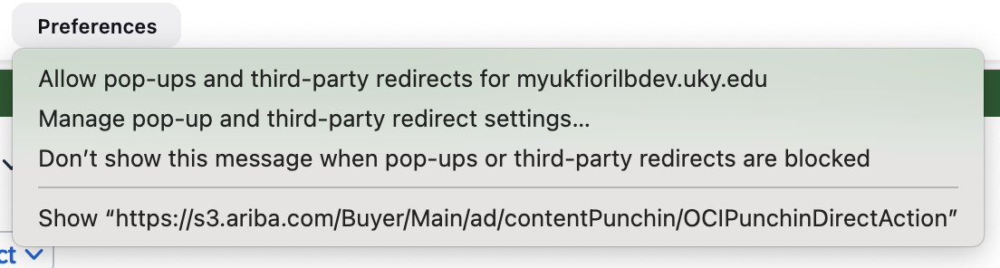 Preferences
Allow pop-ups and third-party redirects for myukfiorilbdev.uky.edu
Manage pop-up and third-party redirect settings...
Don’t show this message when pop-ups or third-party redirects are blocked
Show “https://s3.ariba.com/Buyer/Main/ad/contentPunchin/OCIPunchinDirectAction”
ct